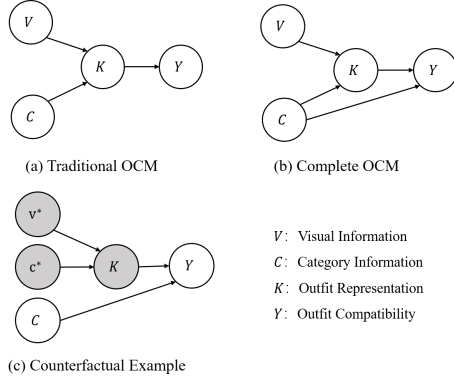 V
K
Y
C
(a) Traditional OCM
V
K
Y
C
(b) Complete OCM
v*
c*
K
Y
C
(c) Counterfactual Example
V: Visual Information
C: Category Information
K: Outfit Representation
Y: Outfit Compatibility